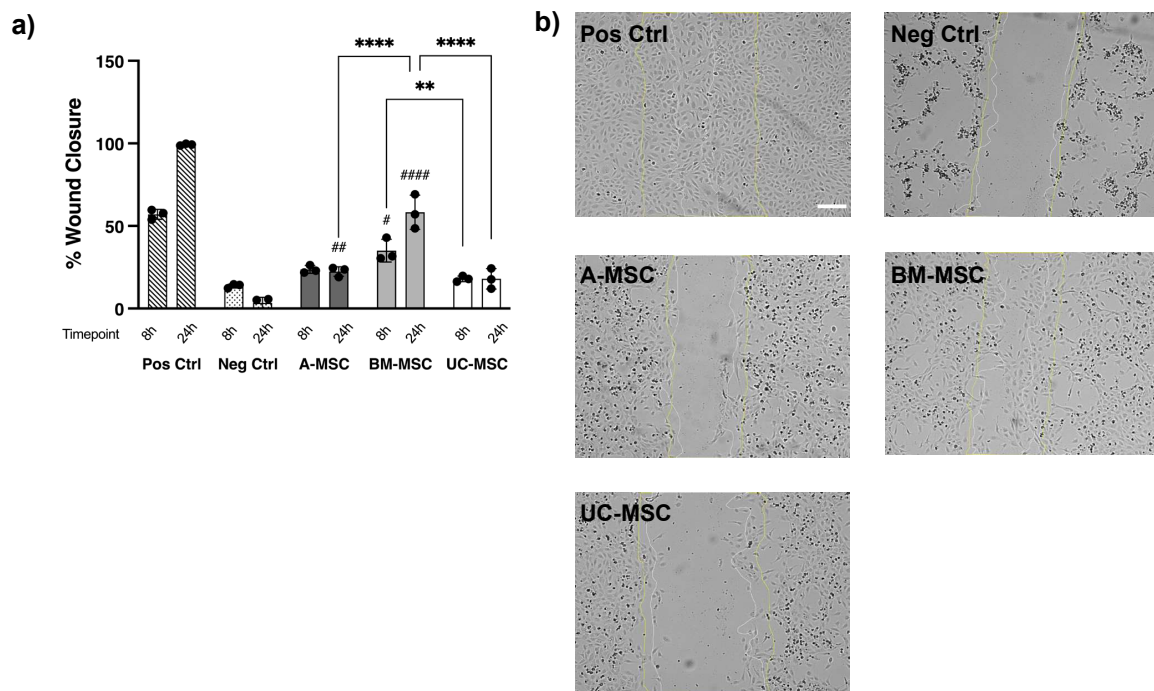 a)
**** ****
**
####
#
##
150
100
50
0
% Wound Closure
Timepoint 8h 24h 8h 24h 8h 24h 8h 24h 8h 24h
Pos Ctrl Neg Ctrl A-MSC BM-MSC UC-MSC
b)
Pos Ctrl
Neg Ctrl
A-MSC
BM-MSC
UC-MSC